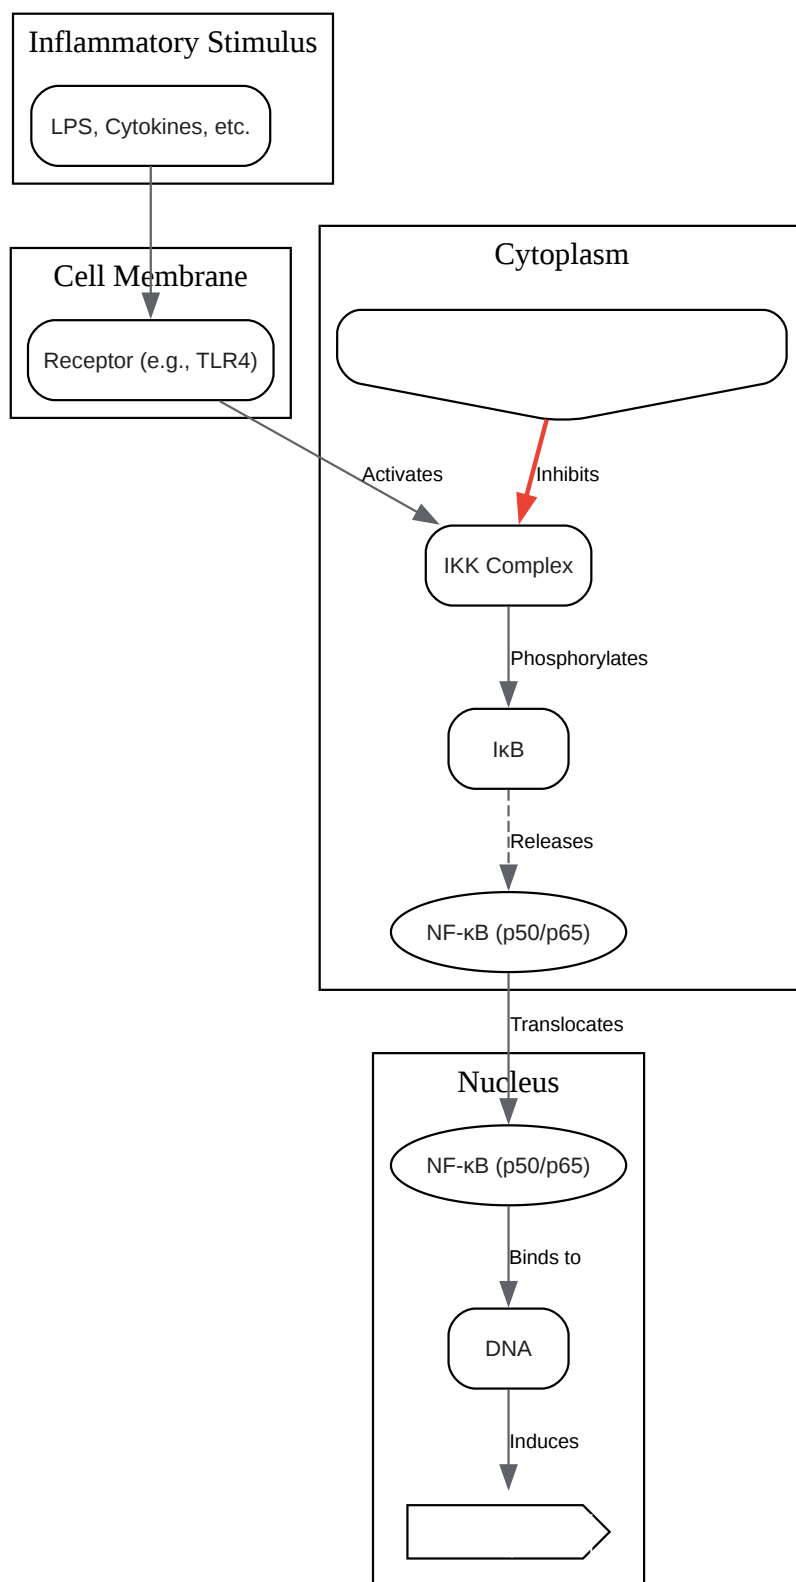 Inflammatory Stimulus
LPS, Cytokines, etc.
Cell Membrane
Receptor (e.g., TLR4)
Cytoplasm
Activates
Inhibits
IKK Complex
Phosphorylates
IκB
Releases
NF-κB (p50/p65)
Translocates
Nucleus
NF-κB (p50/p65)
Binds to
DNA
Induces